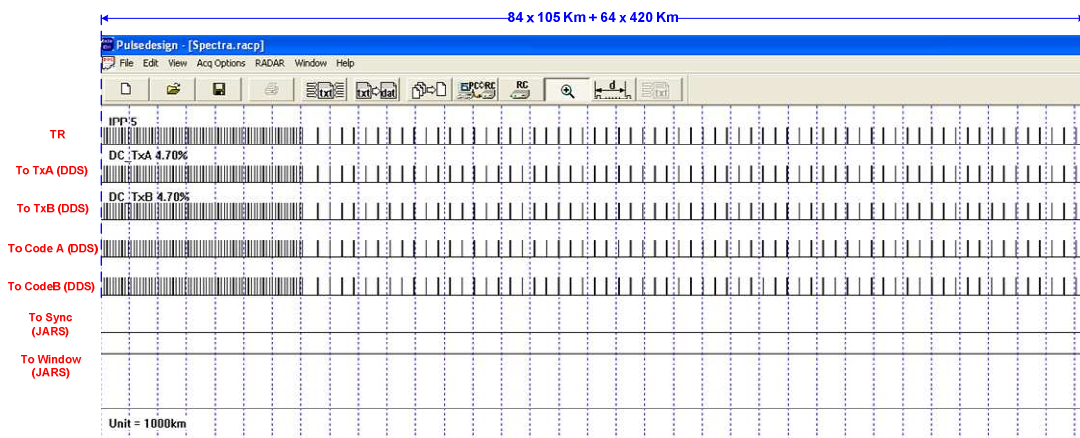 84 x 105 Km + 64 x 420 Km
Pulsedesign - [Spectra.racp]
File Edit View Acq Options RADAR Window Help
txt txt dat PC RC RC d txt
IPP 5
TR
DC_TxA 4.70%
To TxA (DDS)
DC_TxB 4.70%
To TxB (DDS)
To Code A (DDS)
To CodeB (DDS)
To Sync
(JARS)
To Window
(JARS)
Unit = 1000km